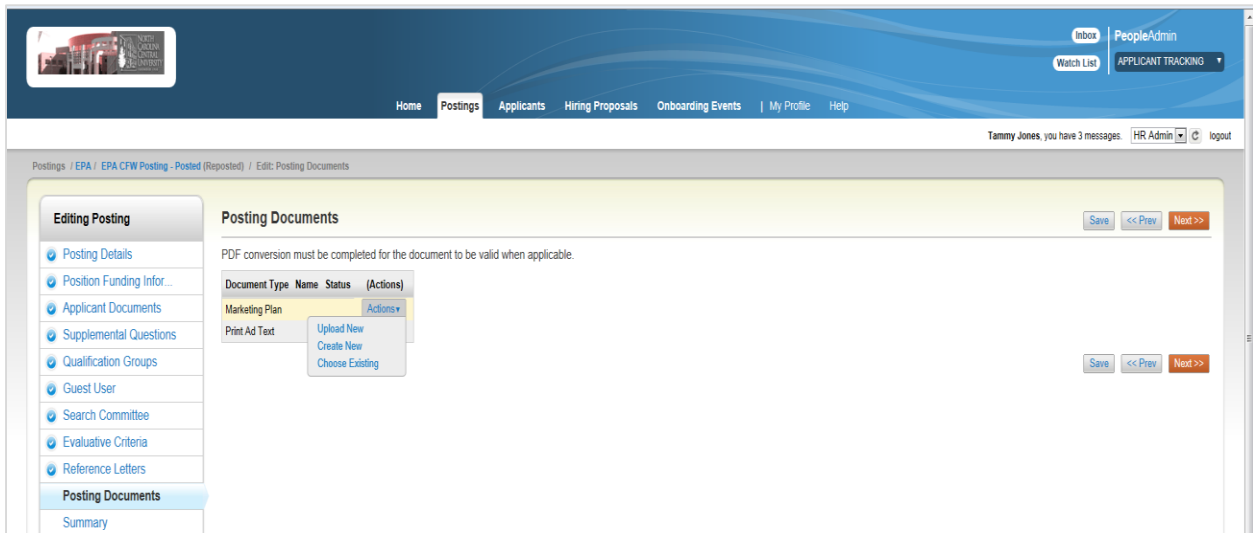 NORTH
CAROLINA
CENTRAL
UNIVERSITY
Inbox PeopleAdmin
Watch List APPLICANT TRACKING
Home Postings Applicants Hiring Proposals Onboarding Events | My Profile Help
Tammy Jones, you have 3 messages. HR Admin logout
Postings / EPA / EPA CFW Posting - Posted (Reposted) / Edit: Posting Documents
Editing Posting
Posting Details
Position Funding Infor...
Applicant Documents
Supplemental Questions
Qualification Groups
Guest User
Search Committee
Evaluative Criteria
Reference Letters
Posting Documents
Summary
Posting Documents
Save << Prev Next >>
PDF conversion must be completed for the document to be valid when applicable.
Document Type Name Status (Actions)
Marketing Plan Actions
Print Ad Text
Upload New
Create New
Choose Existing
Save << Prev Next >>